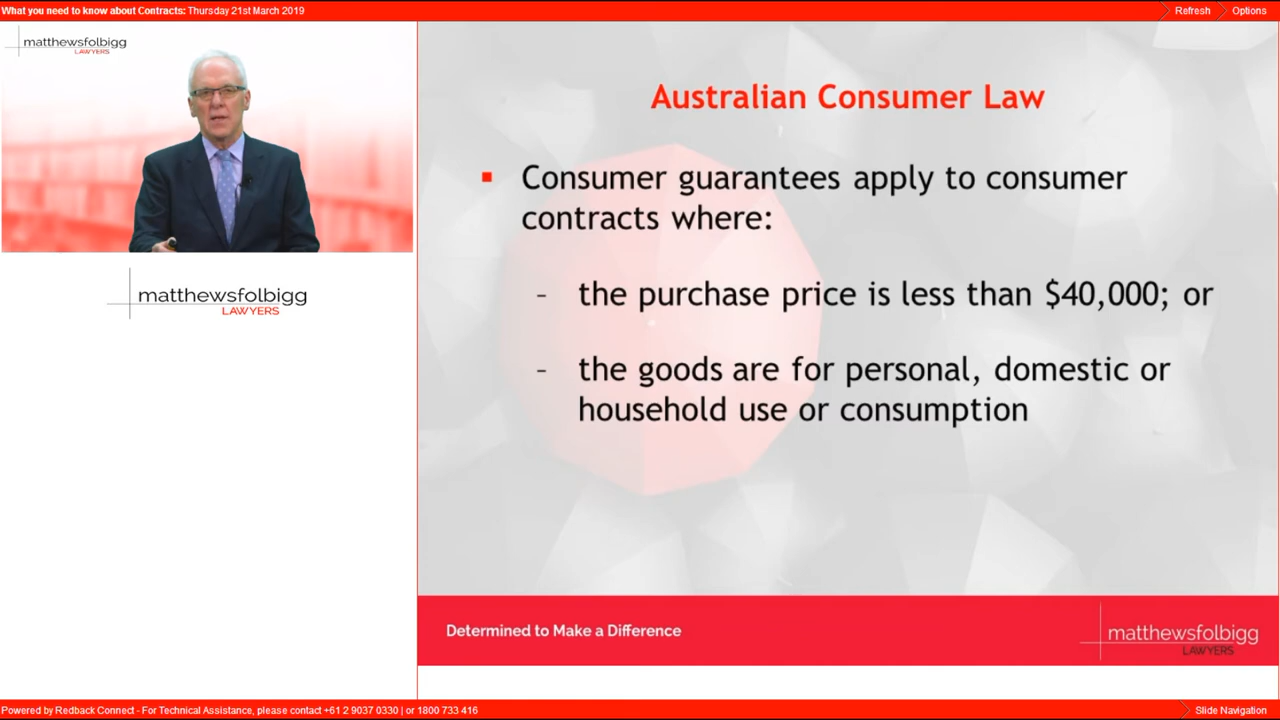 What you need to know about Contracts: Thursday 21st March 2019
Refresh
Options
matthewsfolbigg
LAWYERS
matthewsfolbigg
LAWYERS
Australian Consumer Law
▪ Consumer guarantees apply to consumer
contracts where:
– the purchase price is less than $40,000; or
– the goods are for personal, domestic or
household use or consumption
Determined to Make a Difference
matthewsfolbigg
LAWYERS
Powered by Redback Connect - For Technical Assistance, please contact +61 2 9037 0330 | or 1800 733 416
Slide Navigation